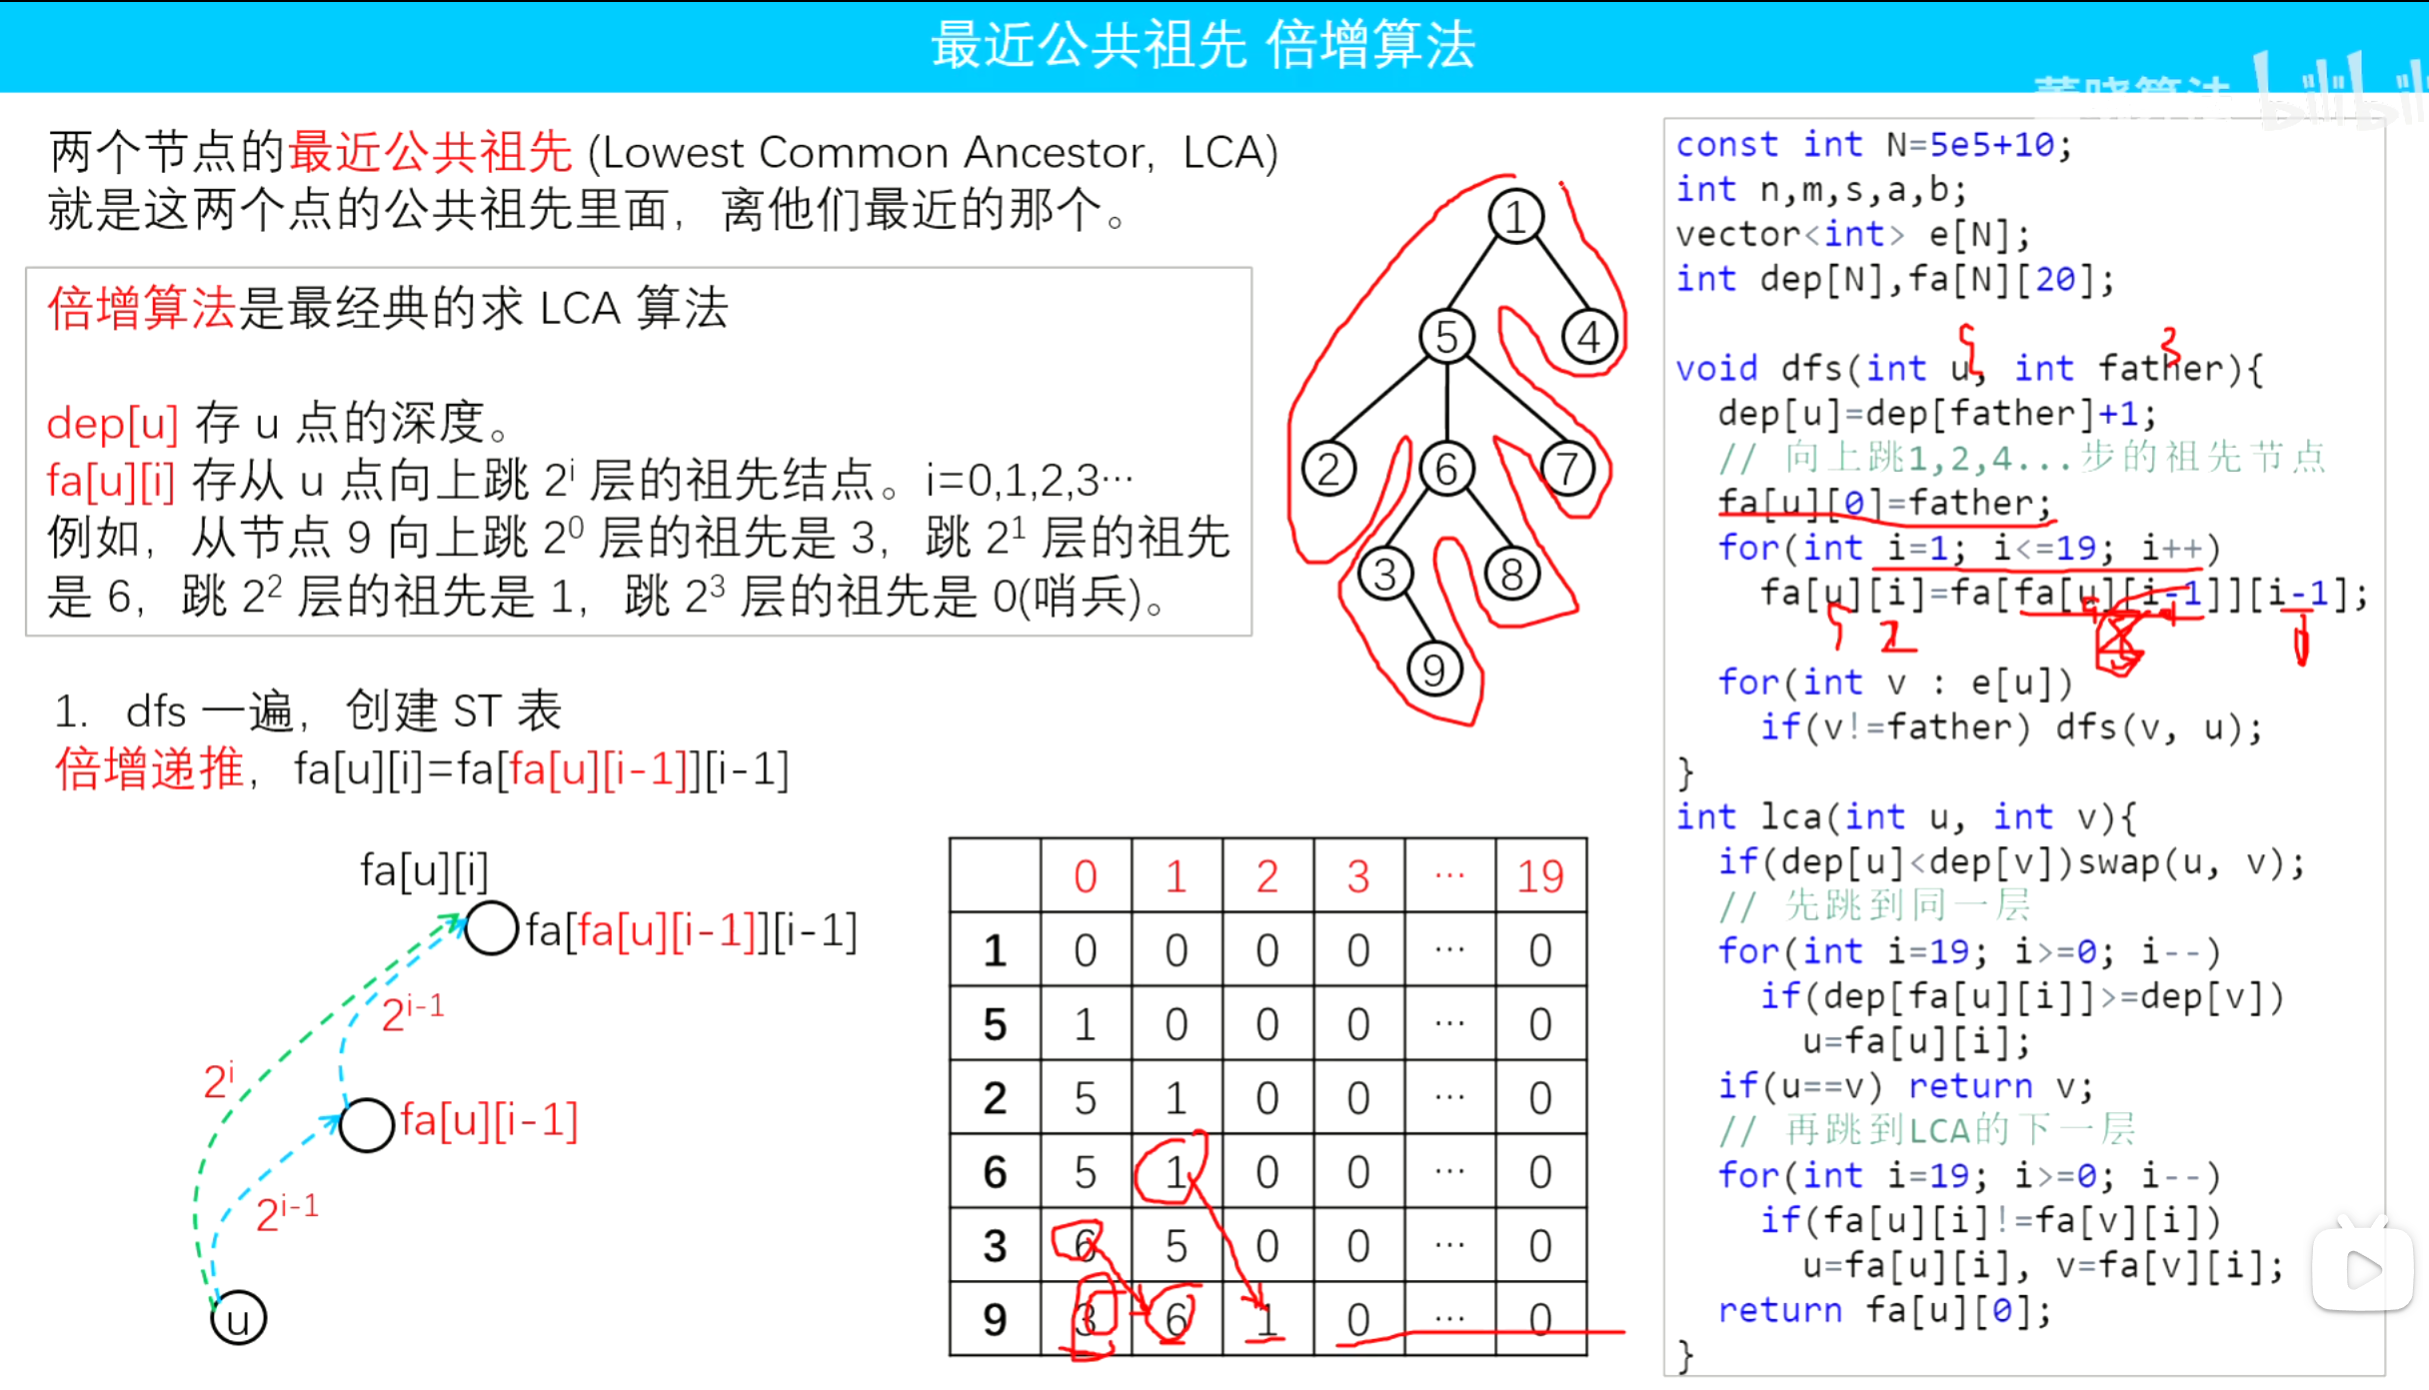 最近公共祖先 倍增算法
bilibili
两个节点的最近公共祖先 (Lowest Common Ancestor, LCA)
就是这两个点的公共祖先里面，离他们最近的那个。
倍增算法是最经典的求 LCA 算法
dep[u] 存 u 点的深度。
fa[u][i] 存从 u 点向上跳 2ⁱ 层的祖先结点。i=0,1,2,3···
例如，从节点 9 向上跳 2⁰ 层的祖先是 3，跳 2¹ 层的祖先
是 6，跳 2² 层的祖先是 1，跳 2³ 层的祖先是 0(哨兵)。
1. dfs 一遍，创建 ST 表
倍增递推，fa[u][i]=fa[fa[u][i-1]][i-1]
fa[u][i]
fa[fa[u][i-1]][i-1]
2ⁱ⁻¹
2ⁱ
fa[u][i-1]
2ⁱ⁻¹
u
1
5 4
2 6 7
3 8
9
0 1 2 3 ··· 19
1 0 0 0 0 ··· 0
5 1 0 0 0 ··· 0
2 5 1 0 0 ··· 0
6 5 1 0 0 ··· 0
3 6 5 0 0 ··· 0
9 3 6 1 0 ··· 0
const int N=5e5+10;
int n,m,s,a,b;
vector<int> e[N];
int dep[N],fa[N][20];
9 3
void dfs(int u, int father){
dep[u]=dep[father]+1;
// 向上跳1,2,4...步的祖先节点
fa[u][0]=father;
for(int i=1; i<=19; i++)
fa[u][i]=fa[fa[u][i-1]][i-1];
for(int v : e[u])
if(v!=father) dfs(v, u);
}
int lca(int u, int v){
if(dep[u]<dep[v])swap(u, v);
// 先跳到同一层
for(int i=19; i>=0; i--)
if(dep[fa[u][i]]>=dep[v])
u=fa[u][i];
if(u==v) return v;
// 再跳到LCA的下一层
for(int i=19; i>=0; i--)
if(fa[u][i]!=fa[v][i])
u=fa[u][i], v=fa[v][i];
return fa[u][0];
}